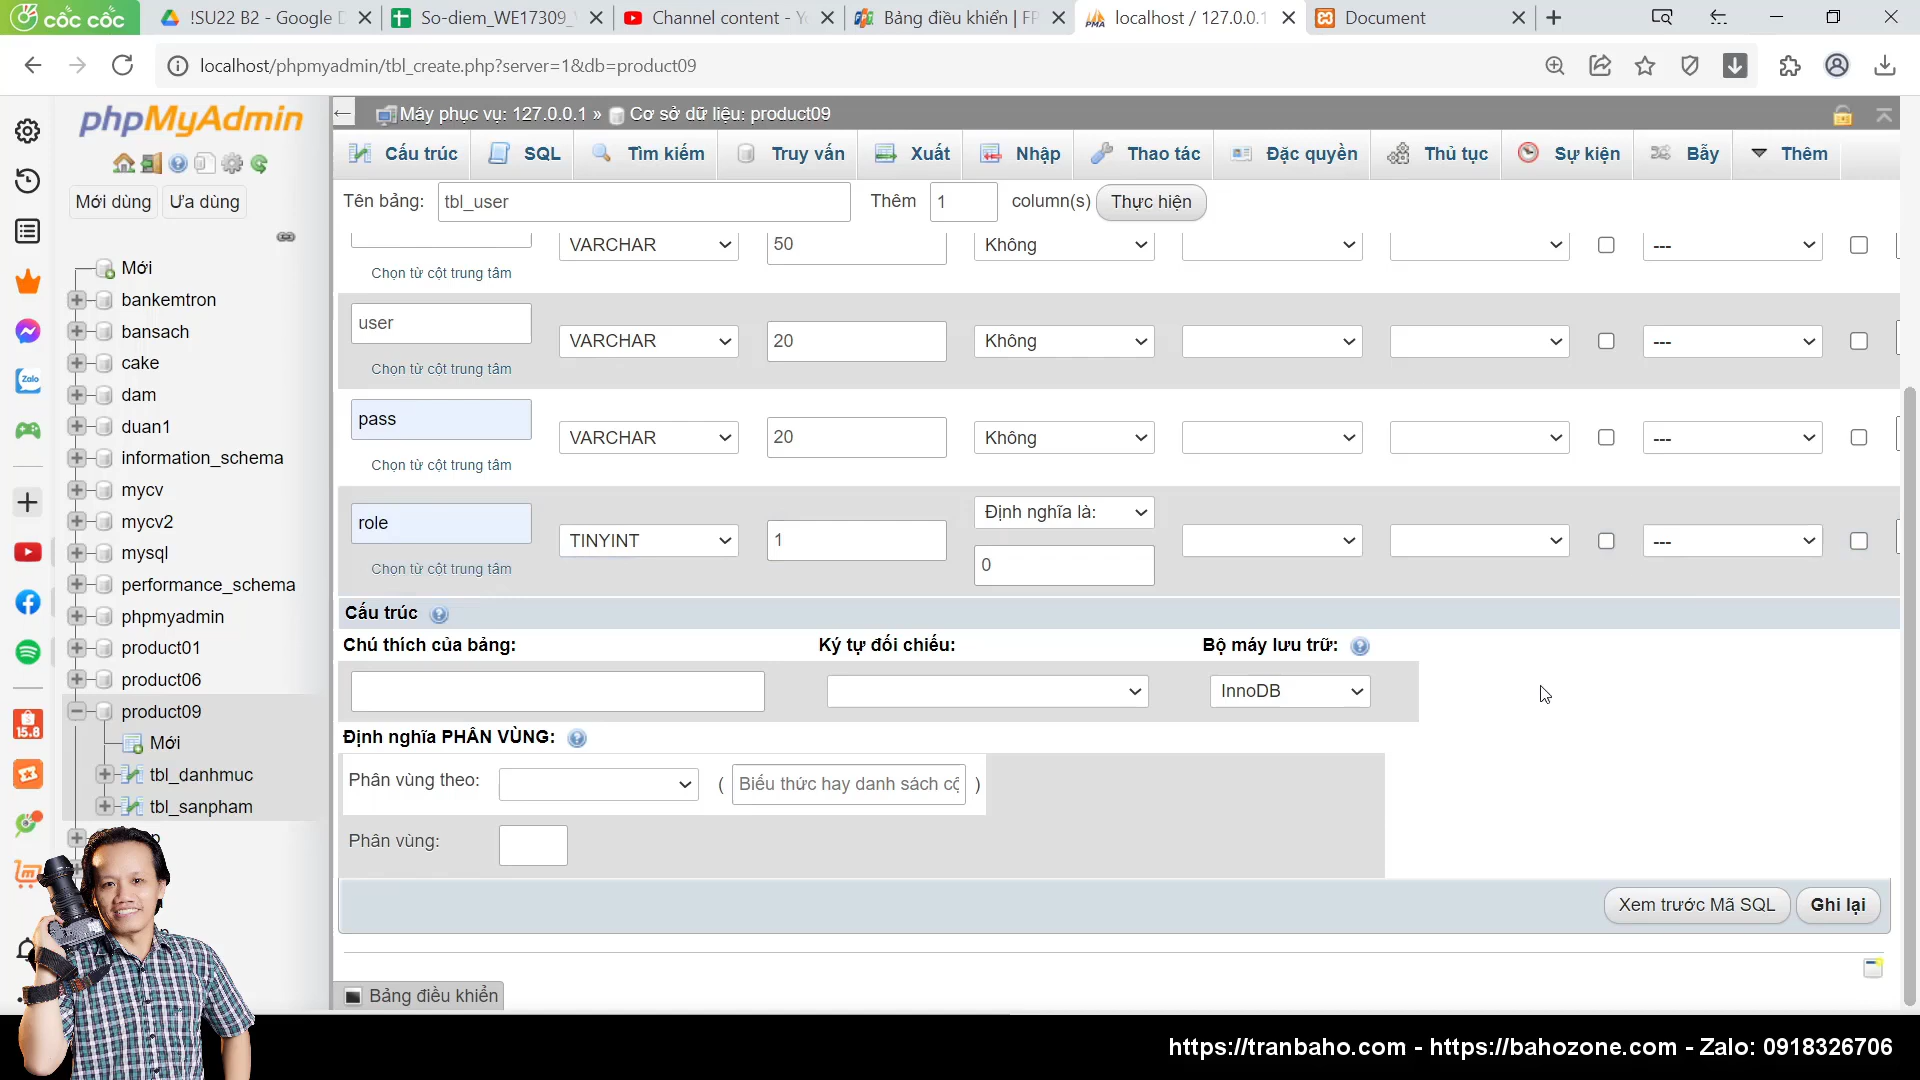 cốc cốc
!SU22 B2 - Google D
So-diem_WE17309_
Channel content - Yo
Bảng điều khiển | FP
localhost / 127.0.0.1
Document
localhost/phpmyadmin/tbl_create.php?server=1&db=product09
phpMyAdmin
Mới dùng
Ưa dùng
Mới
bankemtron
bansach
cake
dam
duan1
information_schema
mycv
mycv2
mysql
performance_schema
phpmyadmin
product01
product06
product09
Mới
tbl_danhmuc
tbl_sanpham
Zalo
15.8
Máy phục vụ: 127.0.0.1 » Cơ sở dữ liệu: product09
Cấu trúc
SQL
Tìm kiếm
Truy vấn
Xuất
Nhập
Thao tác
Đặc quyền
Thủ tục
Sự kiện
Bẫy
Thêm
Tên bảng: tbl_user Thêm 1 column(s) Thực hiện
VARCHAR 50 Không ---
Chọn từ cột trung tâm
user VARCHAR 20 Không ---
Chọn từ cột trung tâm
pass VARCHAR 20 Không ---
Chọn từ cột trung tâm
Định nghĩa là:
role TINYINT 1 ---
0
Chọn từ cột trung tâm
Cấu trúc
Chú thích của bảng: Ký tự đối chiếu: Bộ máy lưu trữ:
InnoDB
Định nghĩa PHÂN VÙNG:
Phân vùng theo: ( Biểu thức hay danh sách cộ )
Phân vùng:
Xem trước Mã SQL Ghi lại
Bảng điều khiển
https://tranbaho.com - https://bahozone.com - Zalo: 0918326706